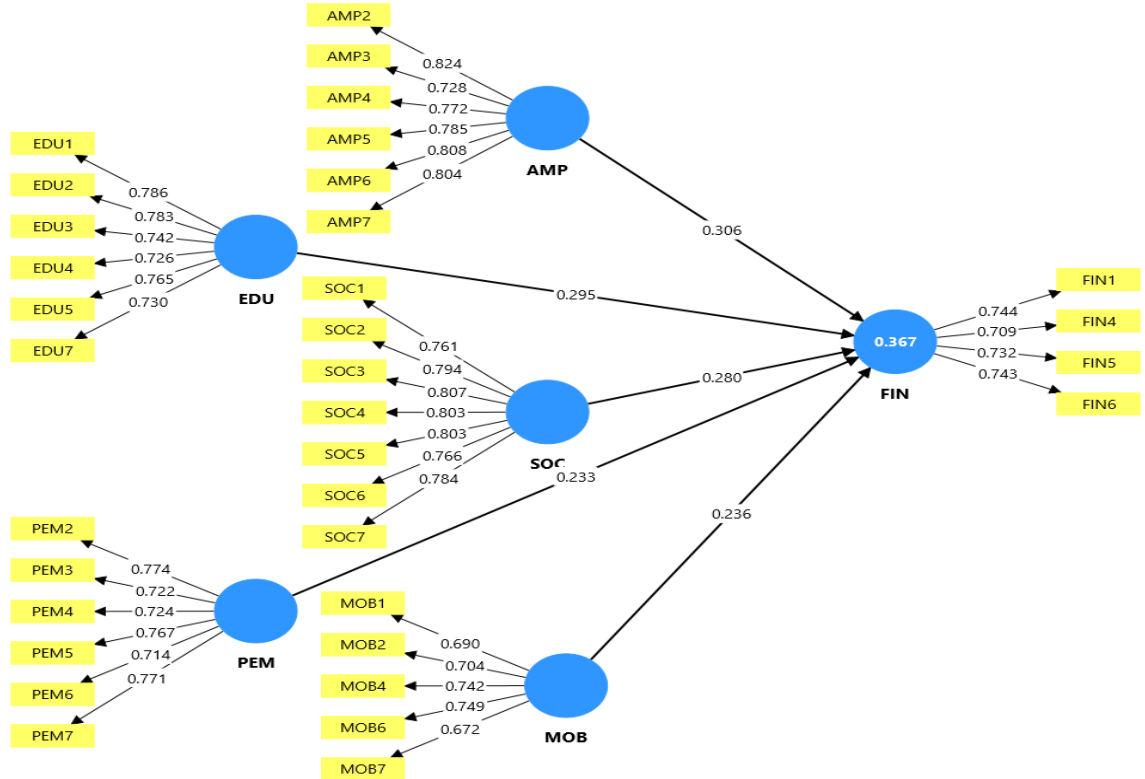 AMP2
AMP3
AMP4
AMP5
AMP6
AMP7
0.824
0.728
0.772
0.785
0.808
0.804
AMP
EDU1
EDU2
EDU3
EDU4
EDU5
EDU7
0.786
0.783
0.742
0.726
0.765
0.730
EDU
SOC1
SOC2
SOC3
SOC4
SOC5
SOC6
SOC7
0.761
0.794
0.807
0.803
0.803
0.766
0.784
SOC
PEM2
PEM3
PEM4
PEM5
PEM6
PEM7
0.774
0.722
0.724
0.767
0.714
0.771
PEM
MOB1
MOB2
MOB4
MOB6
MOB7
0.690
0.704
0.742
0.749
0.672
MOB
0.306
0.295
0.280
0.233
0.236
0.367
FIN
0.744
0.709
0.732
0.743
FIN1
FIN4
FIN5
FIN6